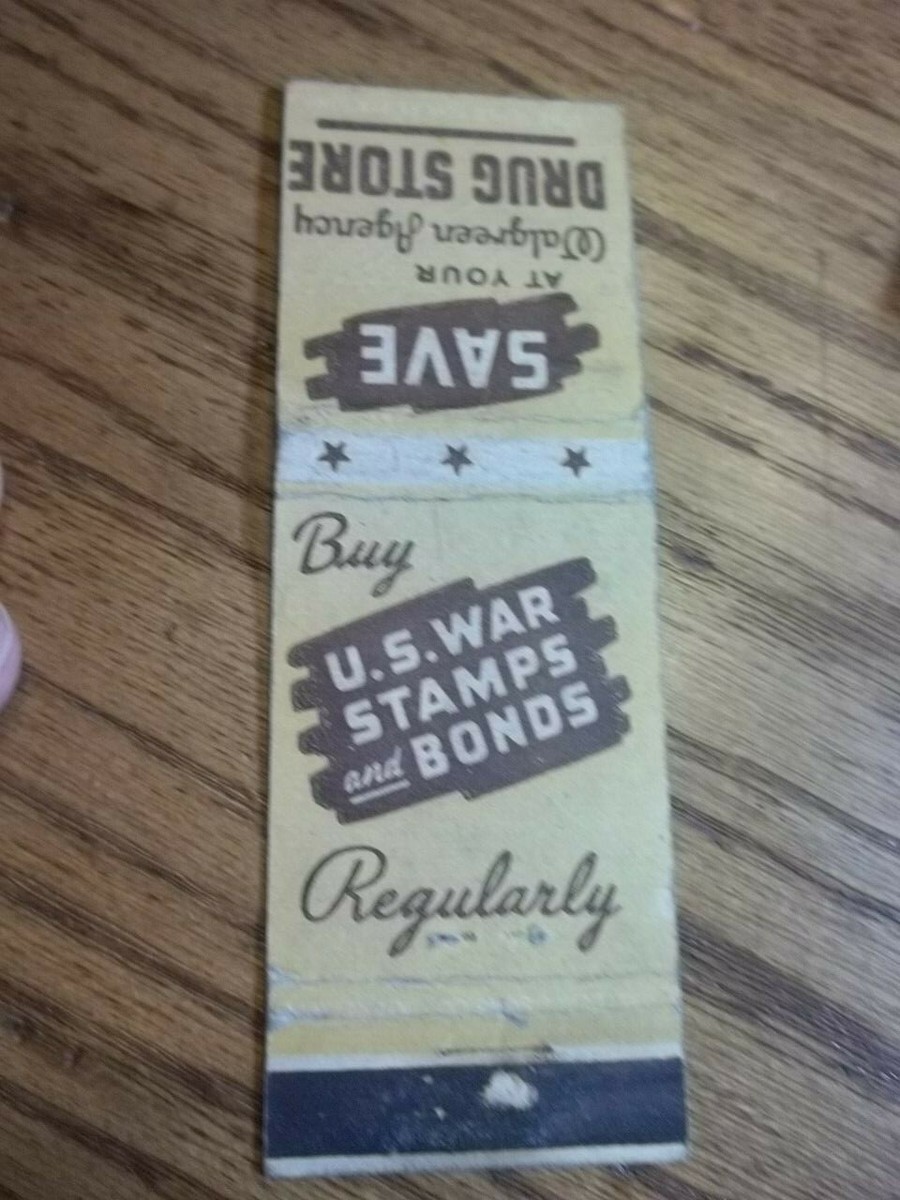 SAVE
AT YOUR
Walgreen Agency
DRUG STORE
Buy
U.S. WAR
STAMPS
and BONDS
Regularly